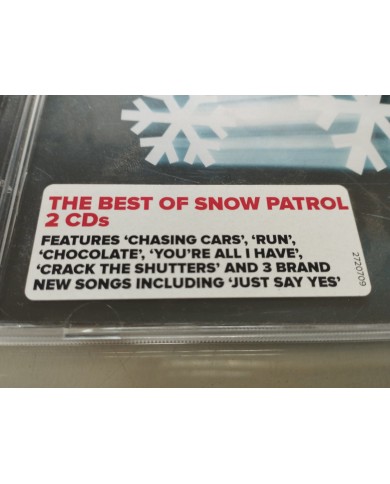 THE BEST OF SNOW PATROL
2 CDs
FEATURES ‘CHASING CARS’, ‘RUN’,
‘CHOCOLATE’, ‘YOU’RE ALL I HAVE’,
‘CRACK THE SHUTTERS’ AND 3 BRAND
NEW SONGS INCLUDING ‘JUST SAY YES’
2720709